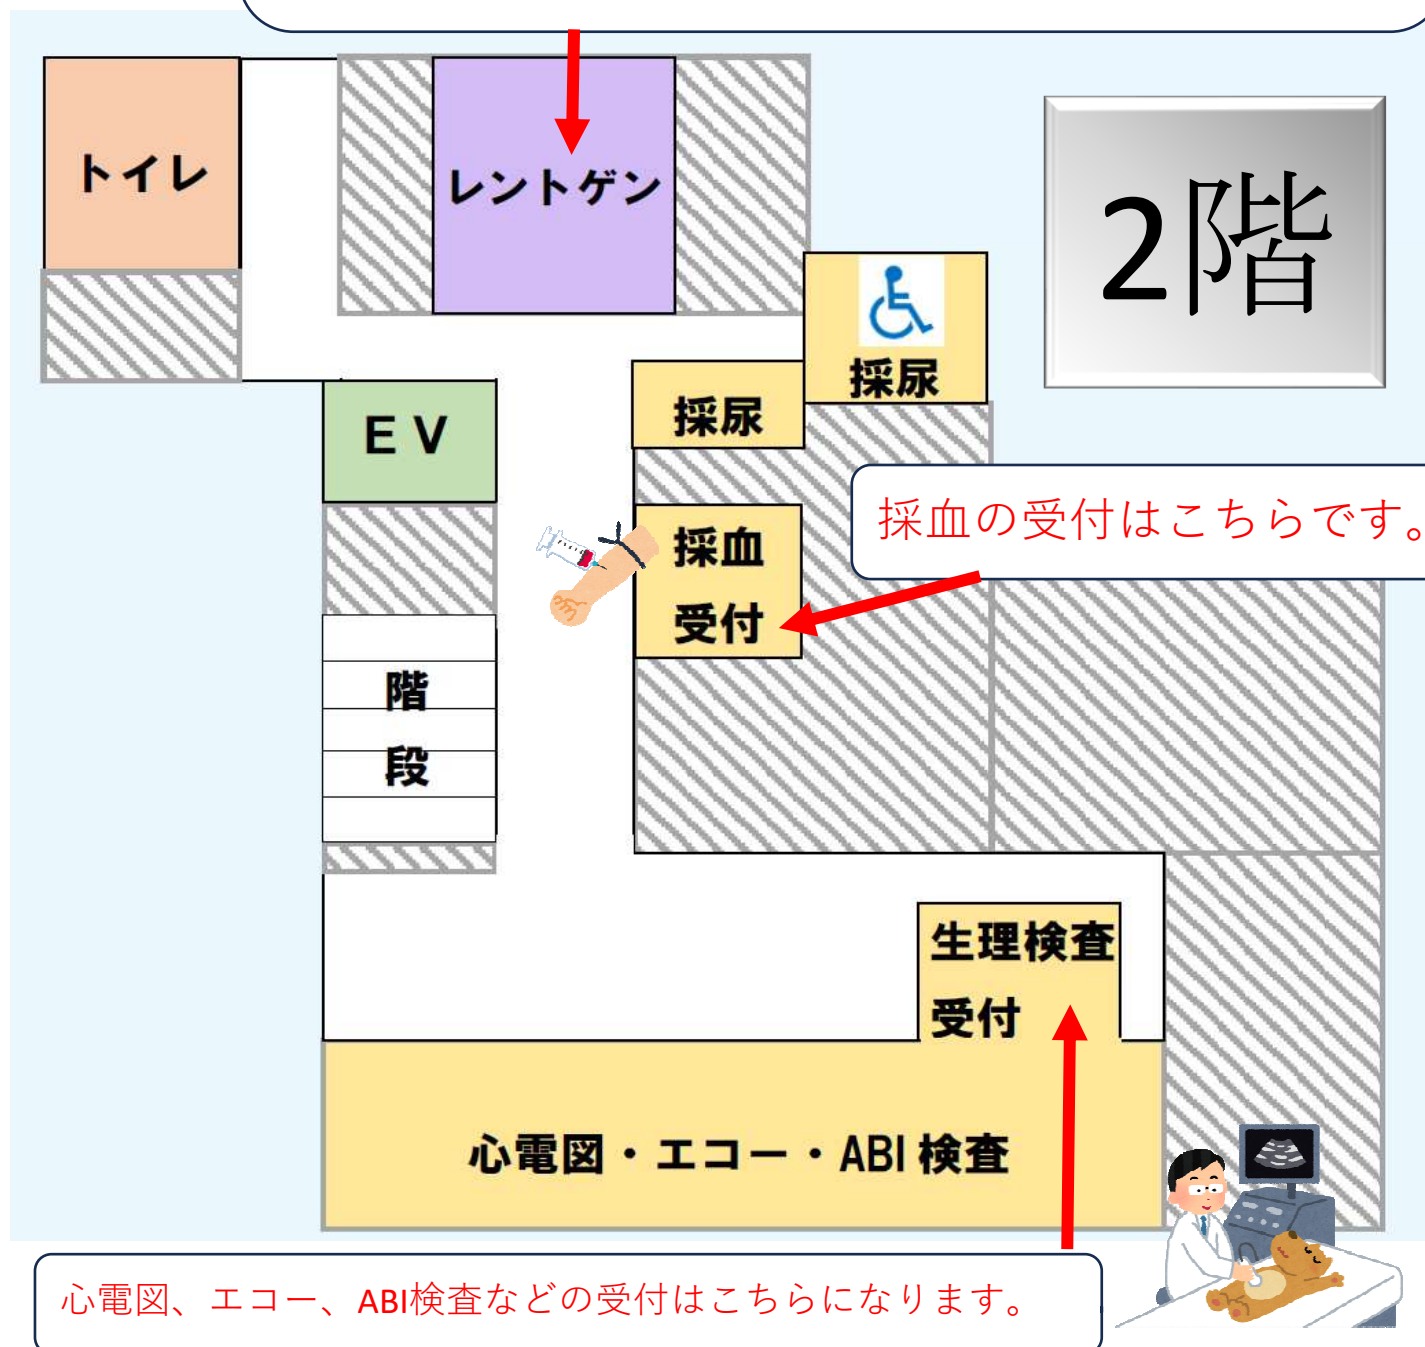 トイレ
レントゲン
2階
採尿
採尿
EV
採血の受付はこちらです。
採血
受付
階
段
生理検査
受付
心電図・エコー・ABI検査
心電図、エコー、ABI検査などの受付はこちらになります。